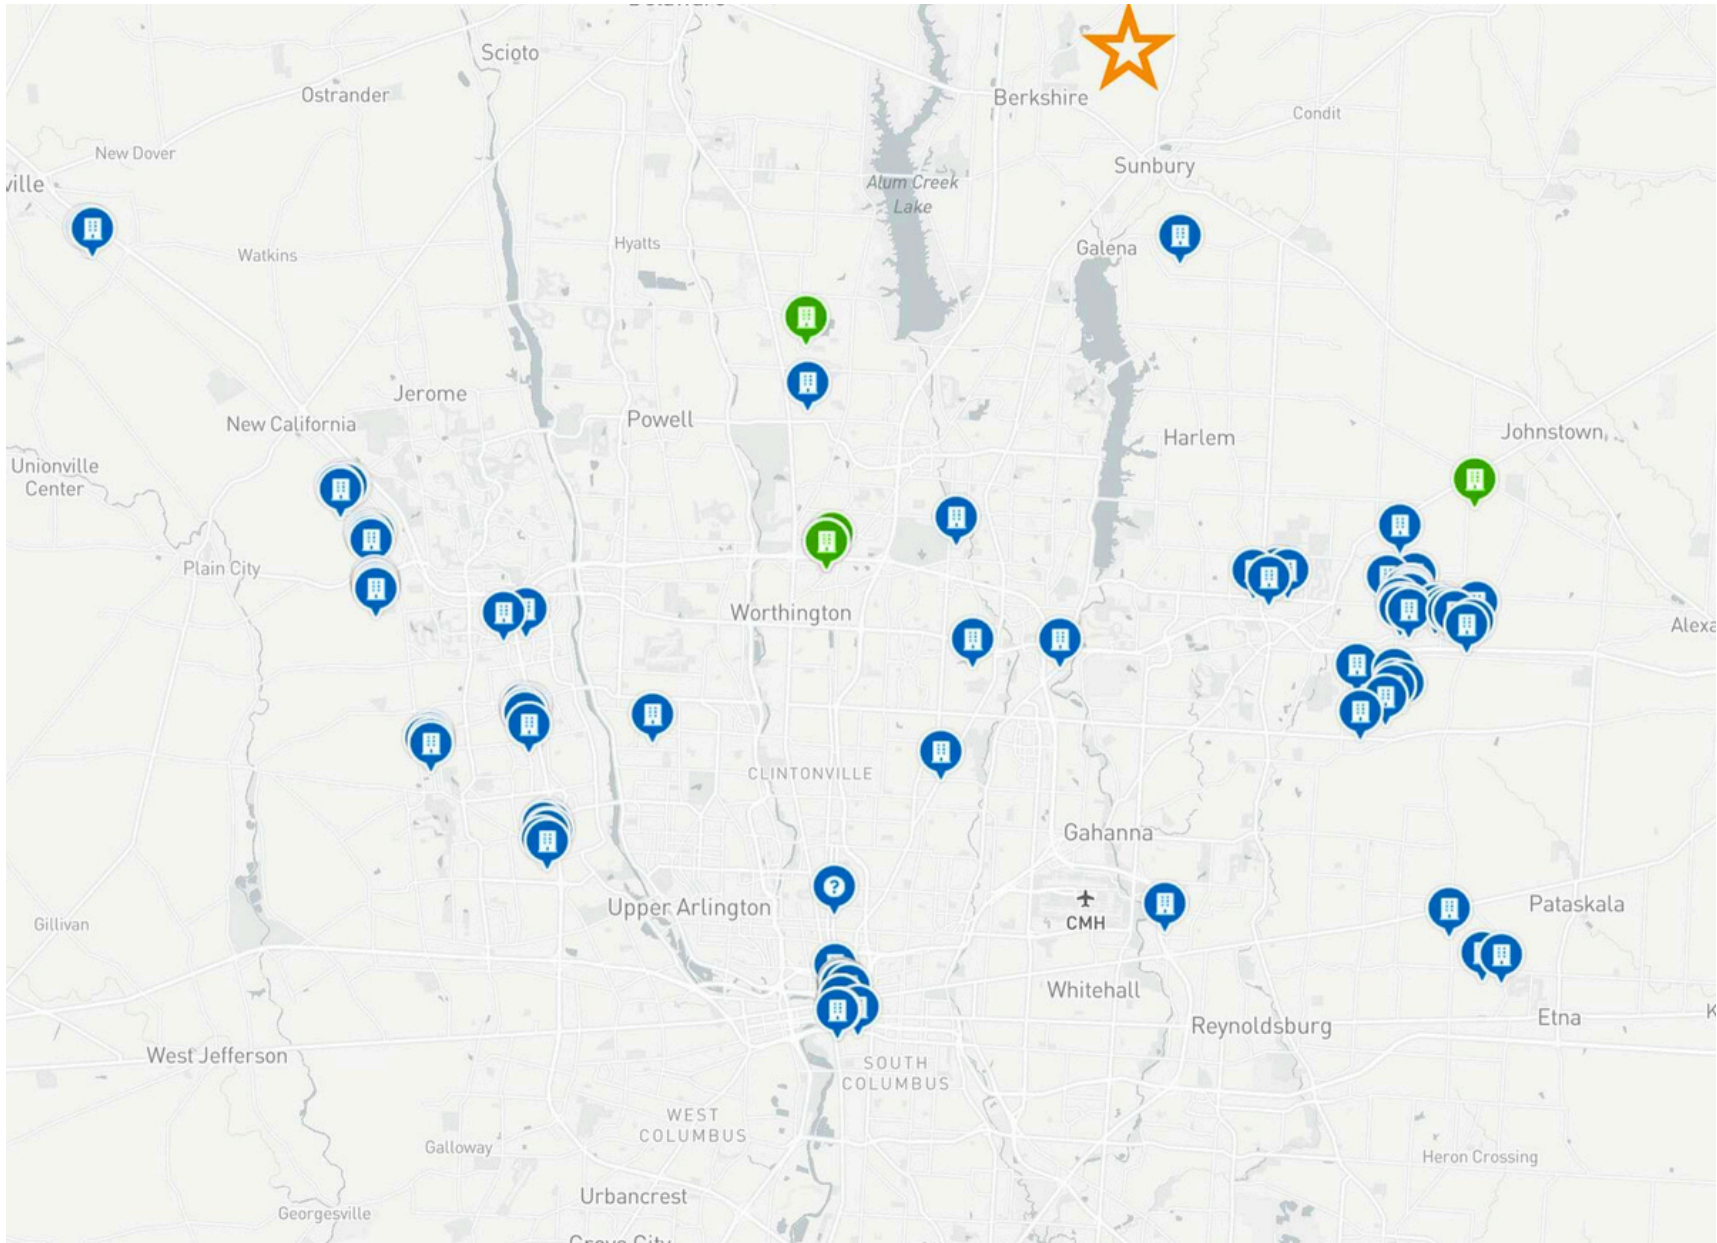 Scioto
Ostrander
Berkshire
Condit
New Dover
ville
Sunbury
Alum Creek
Lake
Hyatts
Galena
Watkins
Jerome
New California
Powell
Harlem
Johnstown
Unionville
Center
Plain City
Worthington
Alexa
CLINTONVILLE
Gahanna
?
Upper Arlington
CMH
Pataskala
Gillivan
Whitehall
Etna
K
Reynoldsburg
West Jefferson
SOUTH
COLUMBUS
WEST
COLUMBUS
Galloway
Heron Crossing
Urbancrest
Georgesville
Grove City